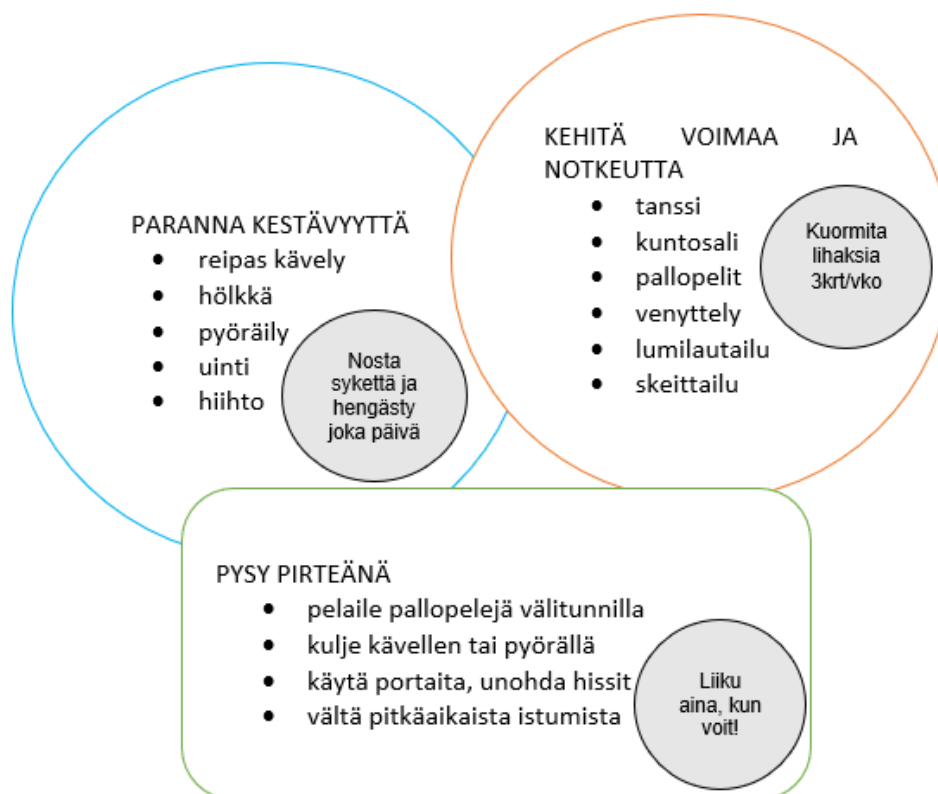 KEHITÄ VOIMAA JA
NOTKEUTTA
• tanssi
• kuntosali
• pallopelit
• venyttely
• lumilautailu
• skeittailu
Kuormita
lihaksia
3krt/vko
PARANNA KESTÄVYYTTÄ
• reipas kävely
• hölkkä
• pyöräily
• uinti
• hiihto
Nosta
sykettä ja
hengästy
joka päivä
PYSY PIRTEÄNÄ
• pelaile pallopelejä välitunnilla
• kulje kävellen tai pyörällä
• käytä portaita, unohda hissit
• vältä pitkäaikaista istumista
Liiku
aina, kun
voit!